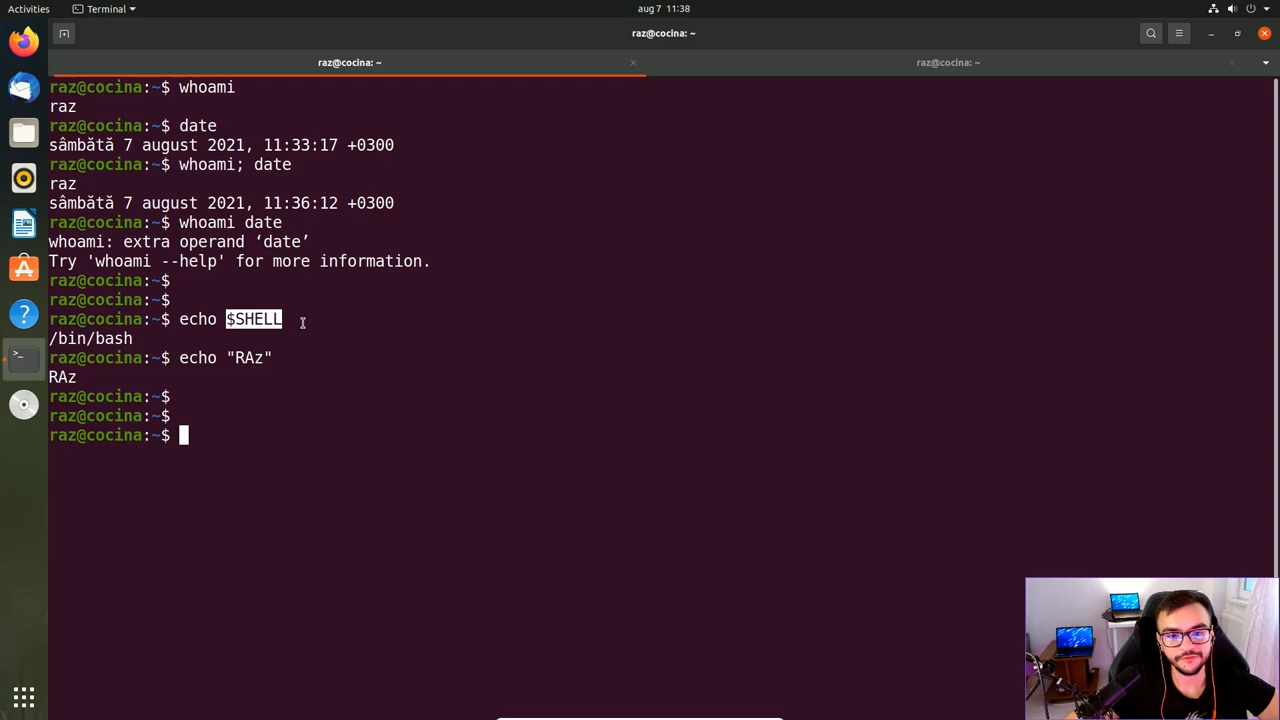 Activities Terminal aug 7 11:38
raz@cocina: ~
raz@cocina: ~ raz@cocina: ~
raz@cocina:~$ whoami
raz
raz@cocina:~$ date
sâmbătă 7 august 2021, 11:33:17 +0300
raz@cocina:~$ whoami; date
raz
sâmbătă 7 august 2021, 11:36:12 +0300
raz@cocina:~$ whoami date
whoami: extra operand ‘date’
Try 'whoami --help' for more information.
raz@cocina:~$
raz@cocina:~$
raz@cocina:~$ echo $SHELL
/bin/bash
raz@cocina:~$ echo "RAz"
RAz
raz@cocina:~$
raz@cocina:~$
raz@cocina:~$